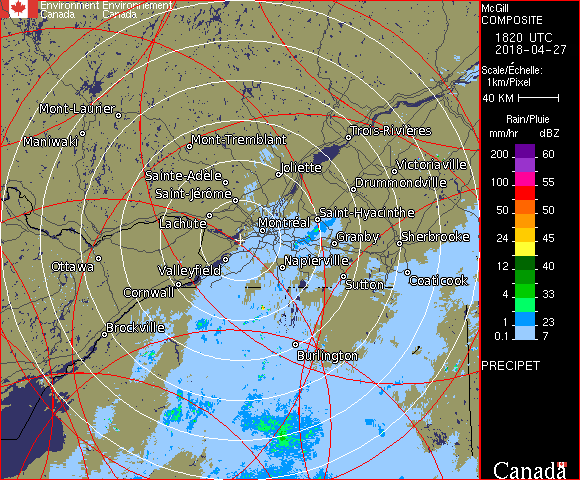 Environment Environnement
Canada Canada
McGill
COMPOSITE
1820 UTC
2018-04-27
Scale/Échelle:
1km/Pixel
40 KM
Rain/Pluie
mm/hr dBZ
200 60
100 55
50 50
24 45
12 40
4 33
1 23
0.1 7
PRECIPET
Mont-Laurier
Maniwaki
Mont-Tremblant
Trois-Rivières
Sainte-Adèle
Joliette
Victoriaville
Saint-Jérôme
Drummondville
Lachute
Montréal
Saint-Hyacinthe
Granby
Sherbrooke
Ottawa
Valleyfield
Napierville
Cornwall
Sutton
Coaticook
Brockville
Burlington
Canada